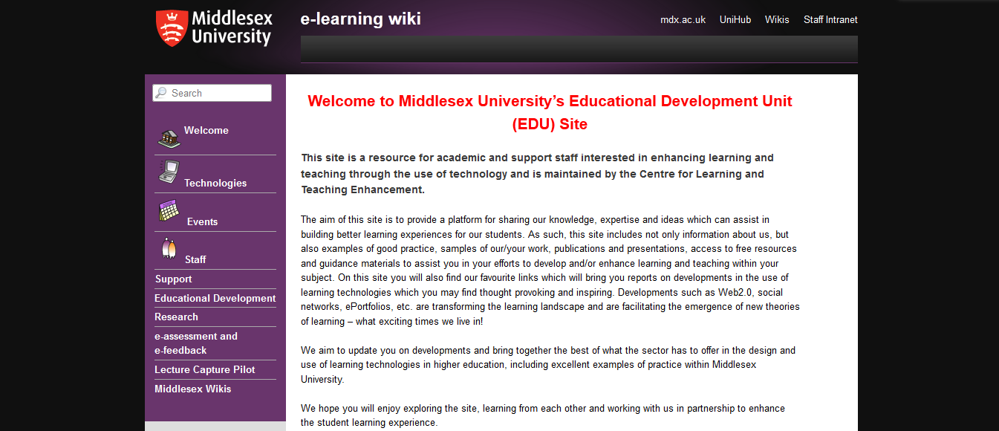 Middlesex
University
e-learning wiki
mdx.ac.uk UniHub Wikis Staff Intranet
Search
Welcome
Technologies
Events
Staff
Support
Educational Development
Research
e-assessment and
e-feedback
Lecture Capture Pilot
Middlesex Wikis
Welcome to Middlesex University’s Educational Development Unit
(EDU) Site
This site is a resource for academic and support staff interested in enhancing learning and
teaching through the use of technology and is maintained by the Centre for Learning and
Teaching Enhancement.
The aim of this site is to provide a platform for sharing our knowledge, expertise and ideas which can assist in
building better learning experiences for our students. As such, this site includes not only information about us, but
also examples of good practice, samples of our/your work, publications and presentations, access to free resources
and guidance materials to assist you in your efforts to develop and/or enhance learning and teaching within your
subject. On this site you will also find our favourite links which will bring you reports on developments in the use of
learning technologies which you may find thought provoking and inspiring. Developments such as Web2.0, social
networks, ePortfolios, etc. are transforming the learning landscape and are facilitating the emergence of new theories
of learning – what exciting times we live in!
We aim to update you on developments and bring together the best of what the sector has to offer in the design and
use of learning technologies in higher education, including excellent examples of practice within Middlesex
University.
We hope you will enjoy exploring the site, learning from each other and working with us in partnership to enhance
the student learning experience.